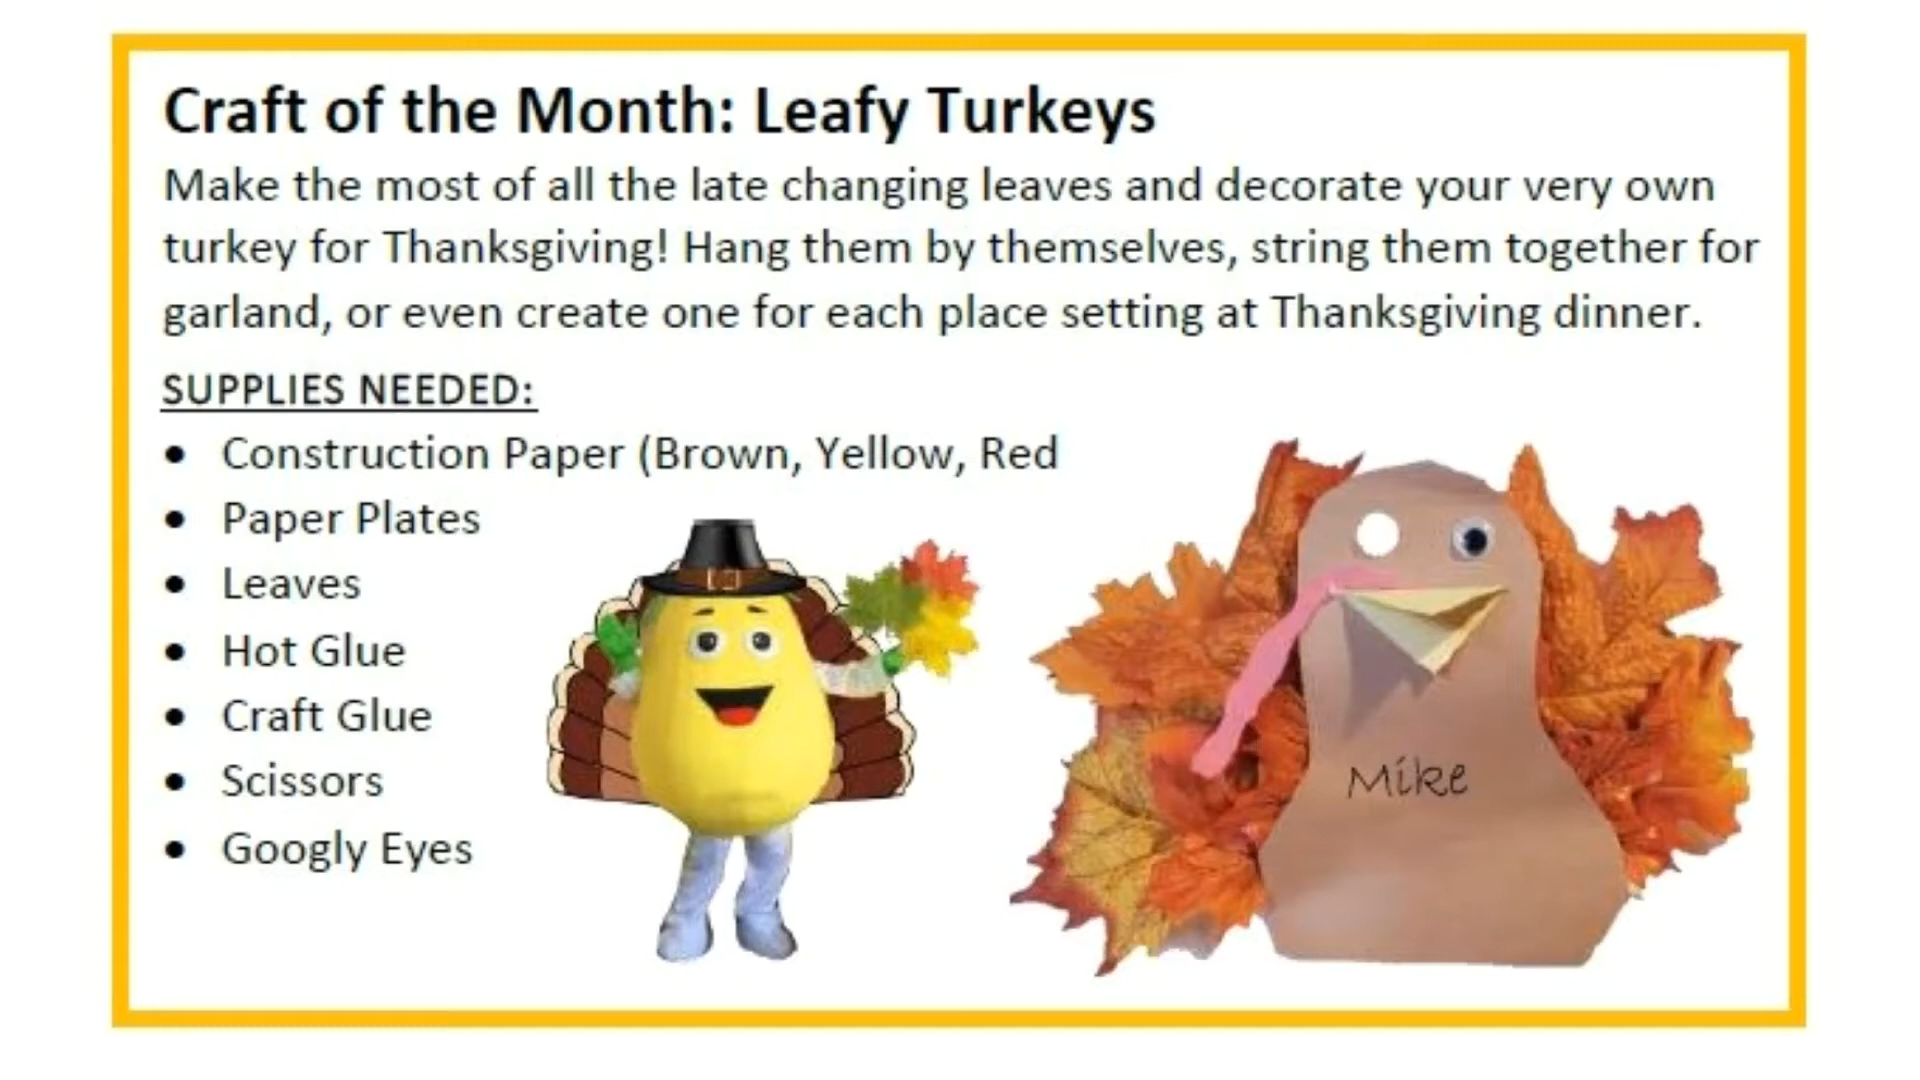 Craft of the Month: Leafy Turkeys
Make the most of all the late changing leaves and decorate your very own
turkey for Thanksgiving! Hang them by themselves, string them together for
garland, or even create one for each place setting at Thanksgiving dinner.
SUPPLIES NEEDED:
• Construction Paper (Brown, Yellow, Red
• Paper Plates
• Leaves
• Hot Glue
• Craft Glue
• Scissors
• Googly Eyes
Mike